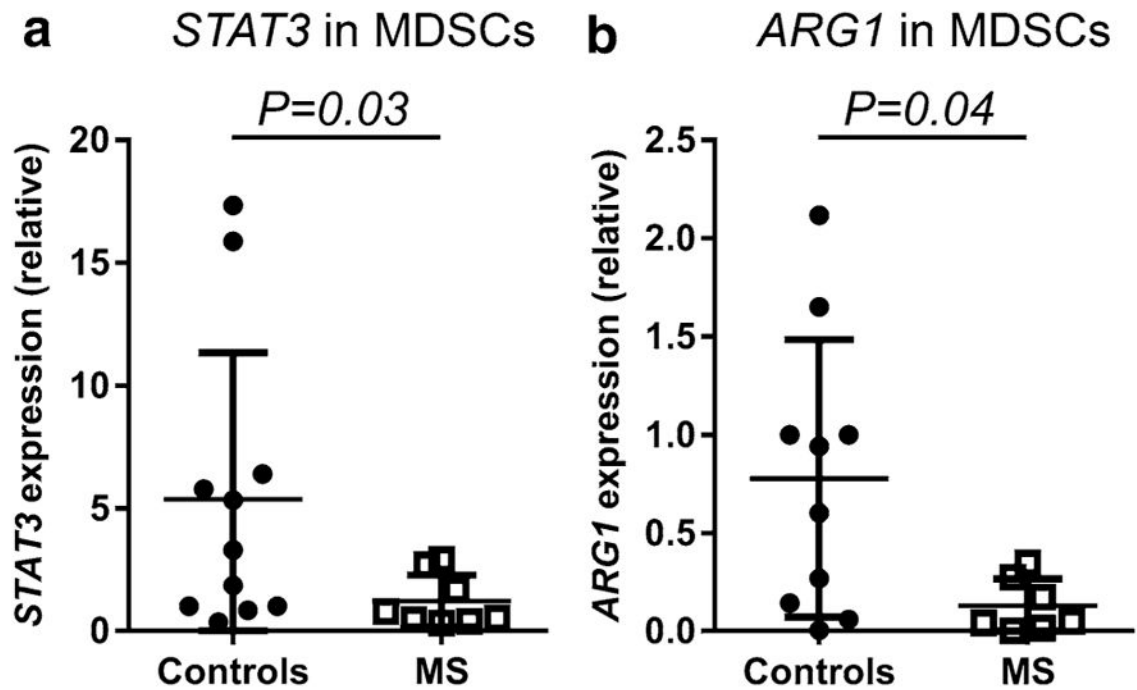 a STAT3 in MDSCs
P=0.03
STAT3 expression (relative)
20
15
10
5
0
Controls MS
b ARG1 in MDSCs
P=0.04
ARG1 expression (relative)
2.5
2.0
1.5
1.0
0.5
0.0
Controls MS